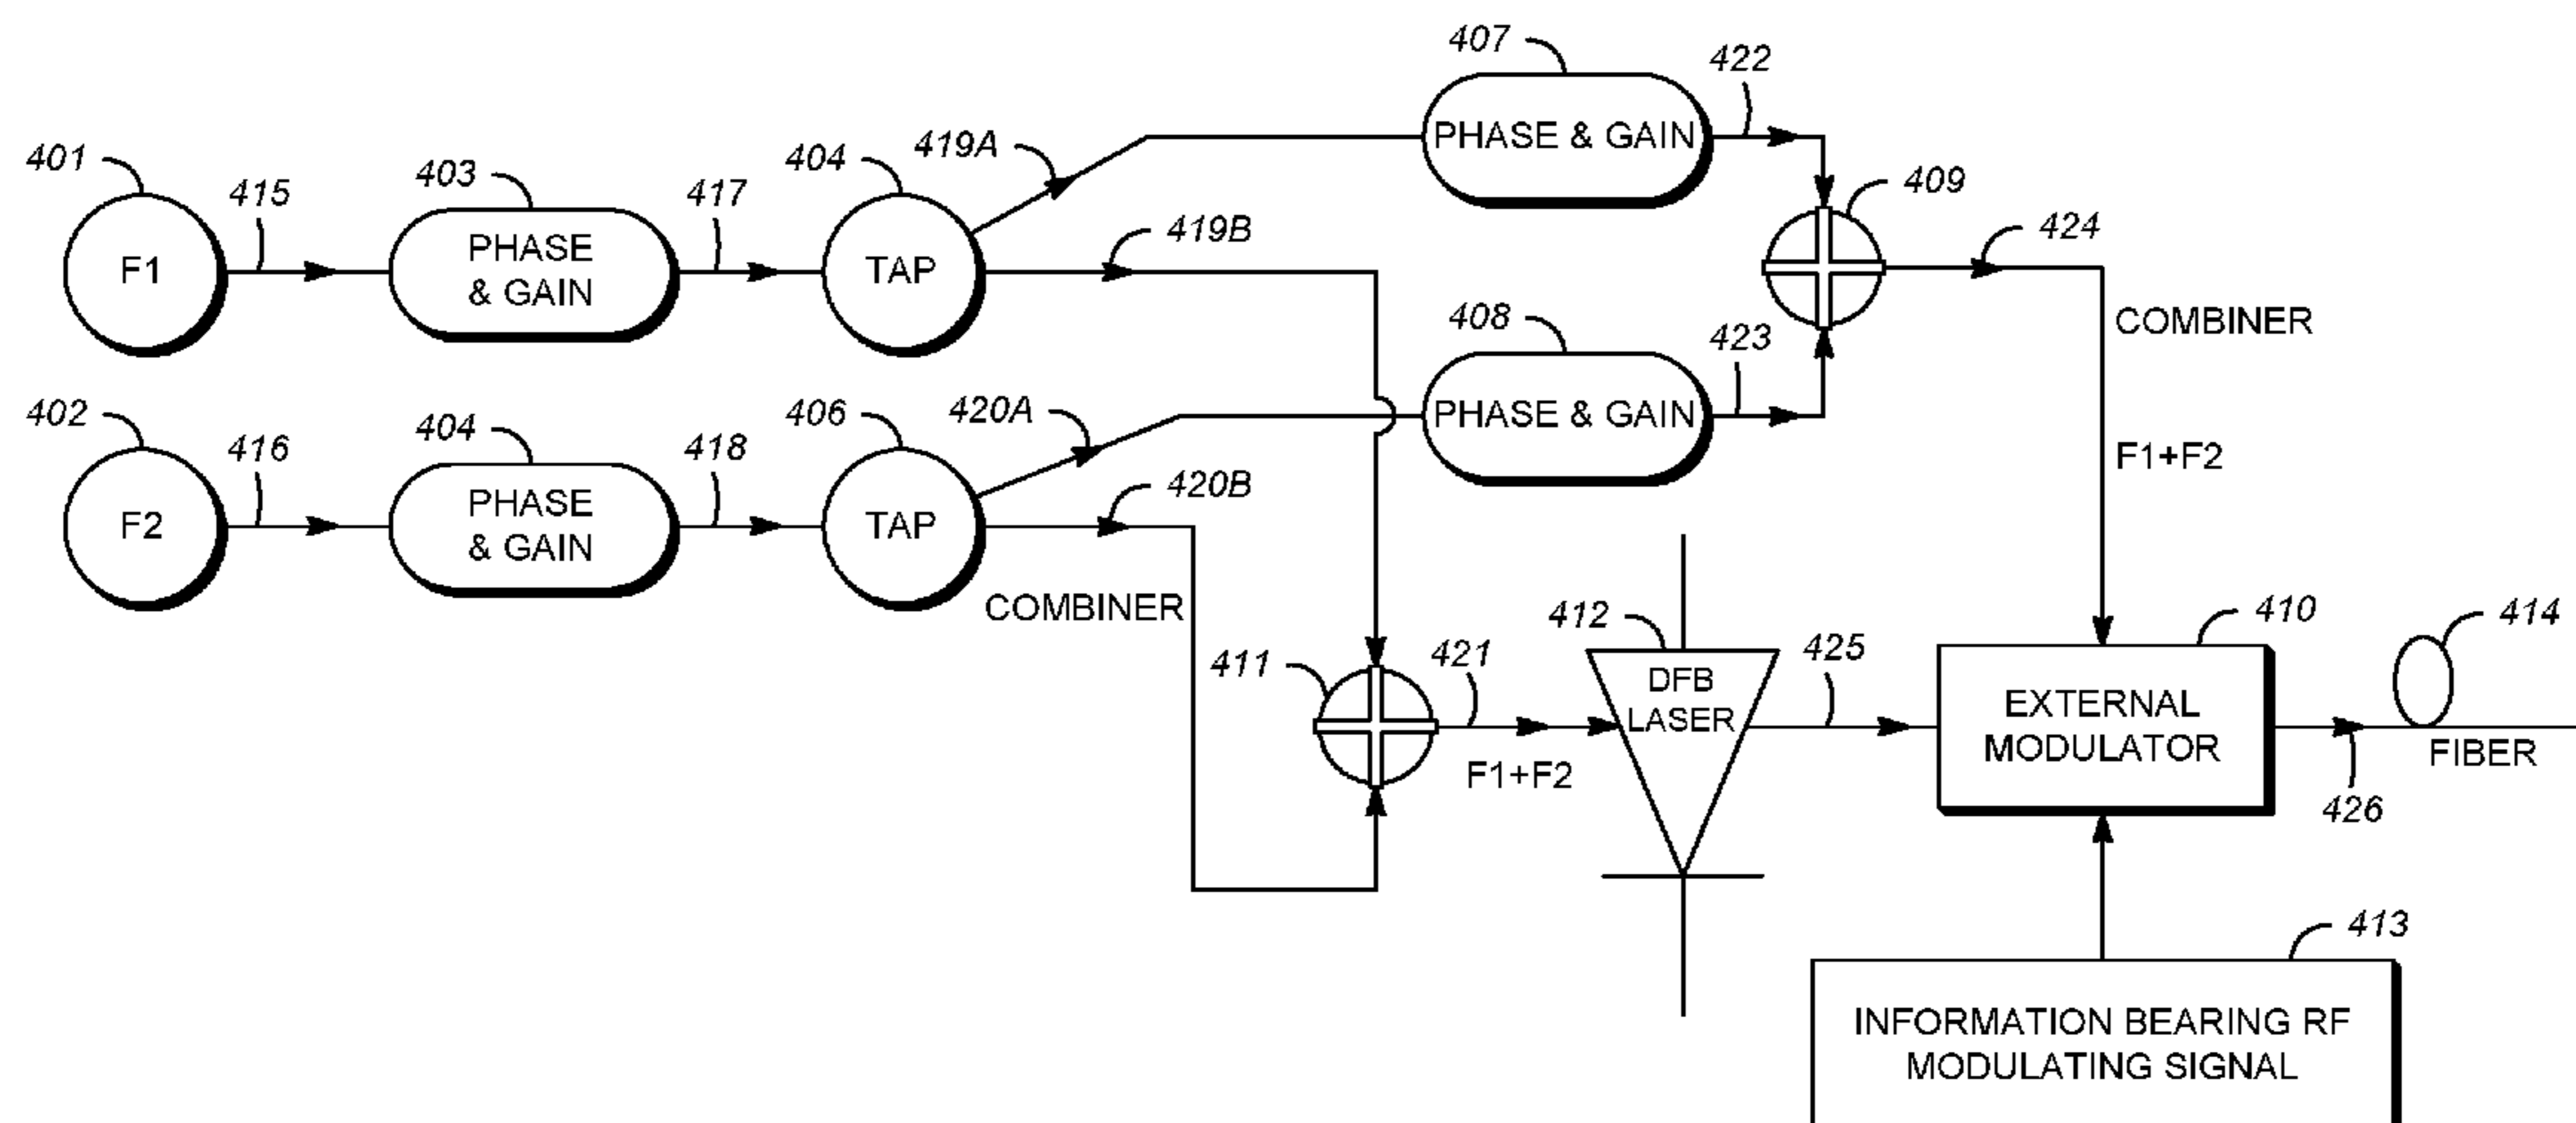 407
422
401
415
403
417
404
419A
PHASE & GAIN
409
F1
PHASE
& GAIN
TAP
419B
424
408
423
COMBINER
402
416
404
418
406
420A
PHASE & GAIN
F1+F2
F2
PHASE
& GAIN
TAP
420B
COMBINER
411
421
F1+F2
412
DFB
LASER
425
410
EXTERNAL
MODULATOR
414
FIBER
426
413
INFORMATION BEARING RF
MODULATING SIGNAL